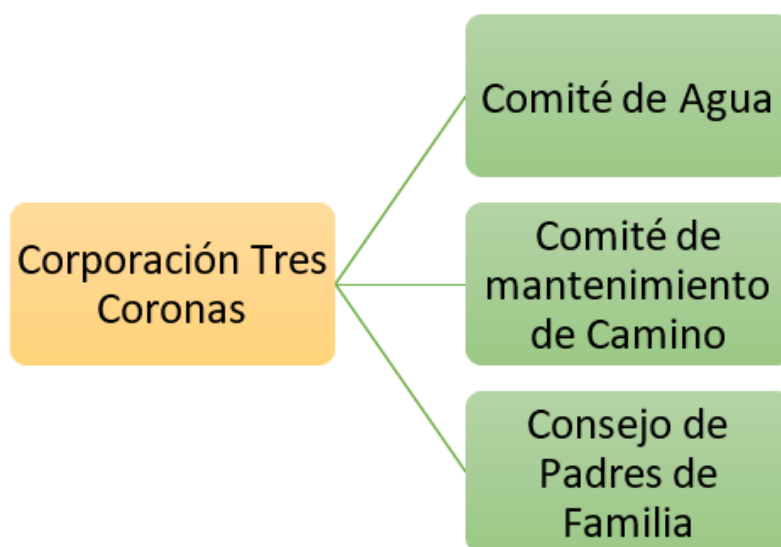 Comité de Agua
Corporación Tres
Coronas
Comité de
mantenimiento
de Camino
Consejo de
Padres de
Familia